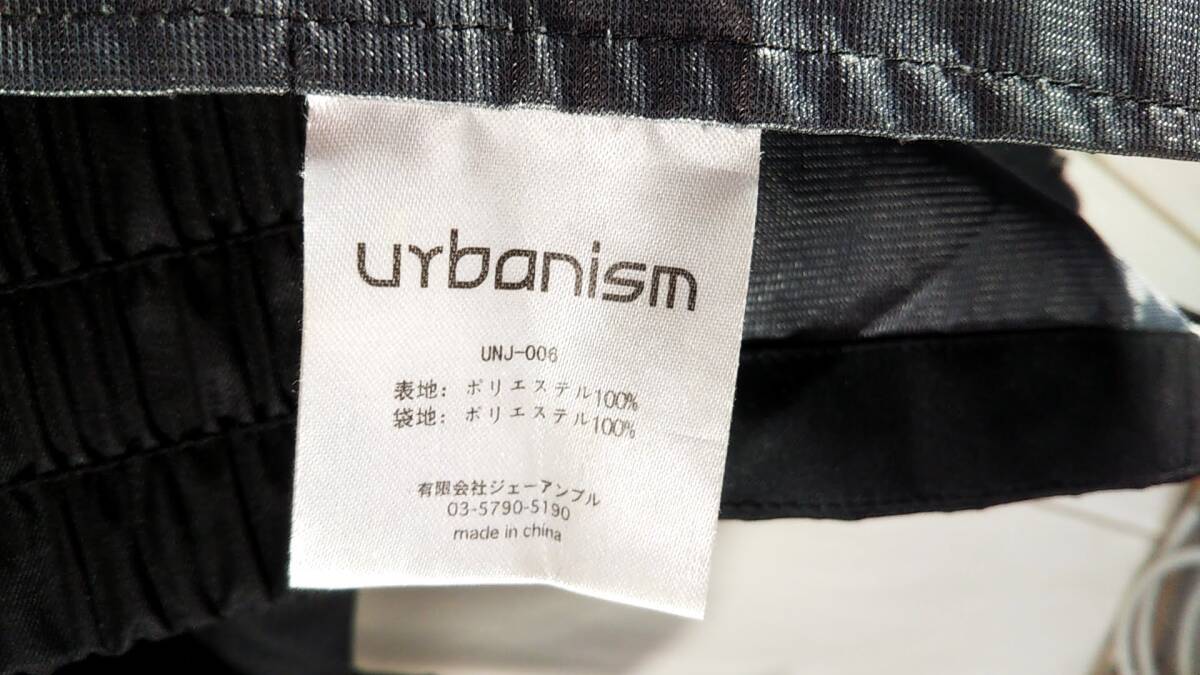 urbanism
UNJ-006
表地: ポリエステル100%
袋地: ポリエステル100%
有限会社ジェーアンブル
03-5790-5190
made in china